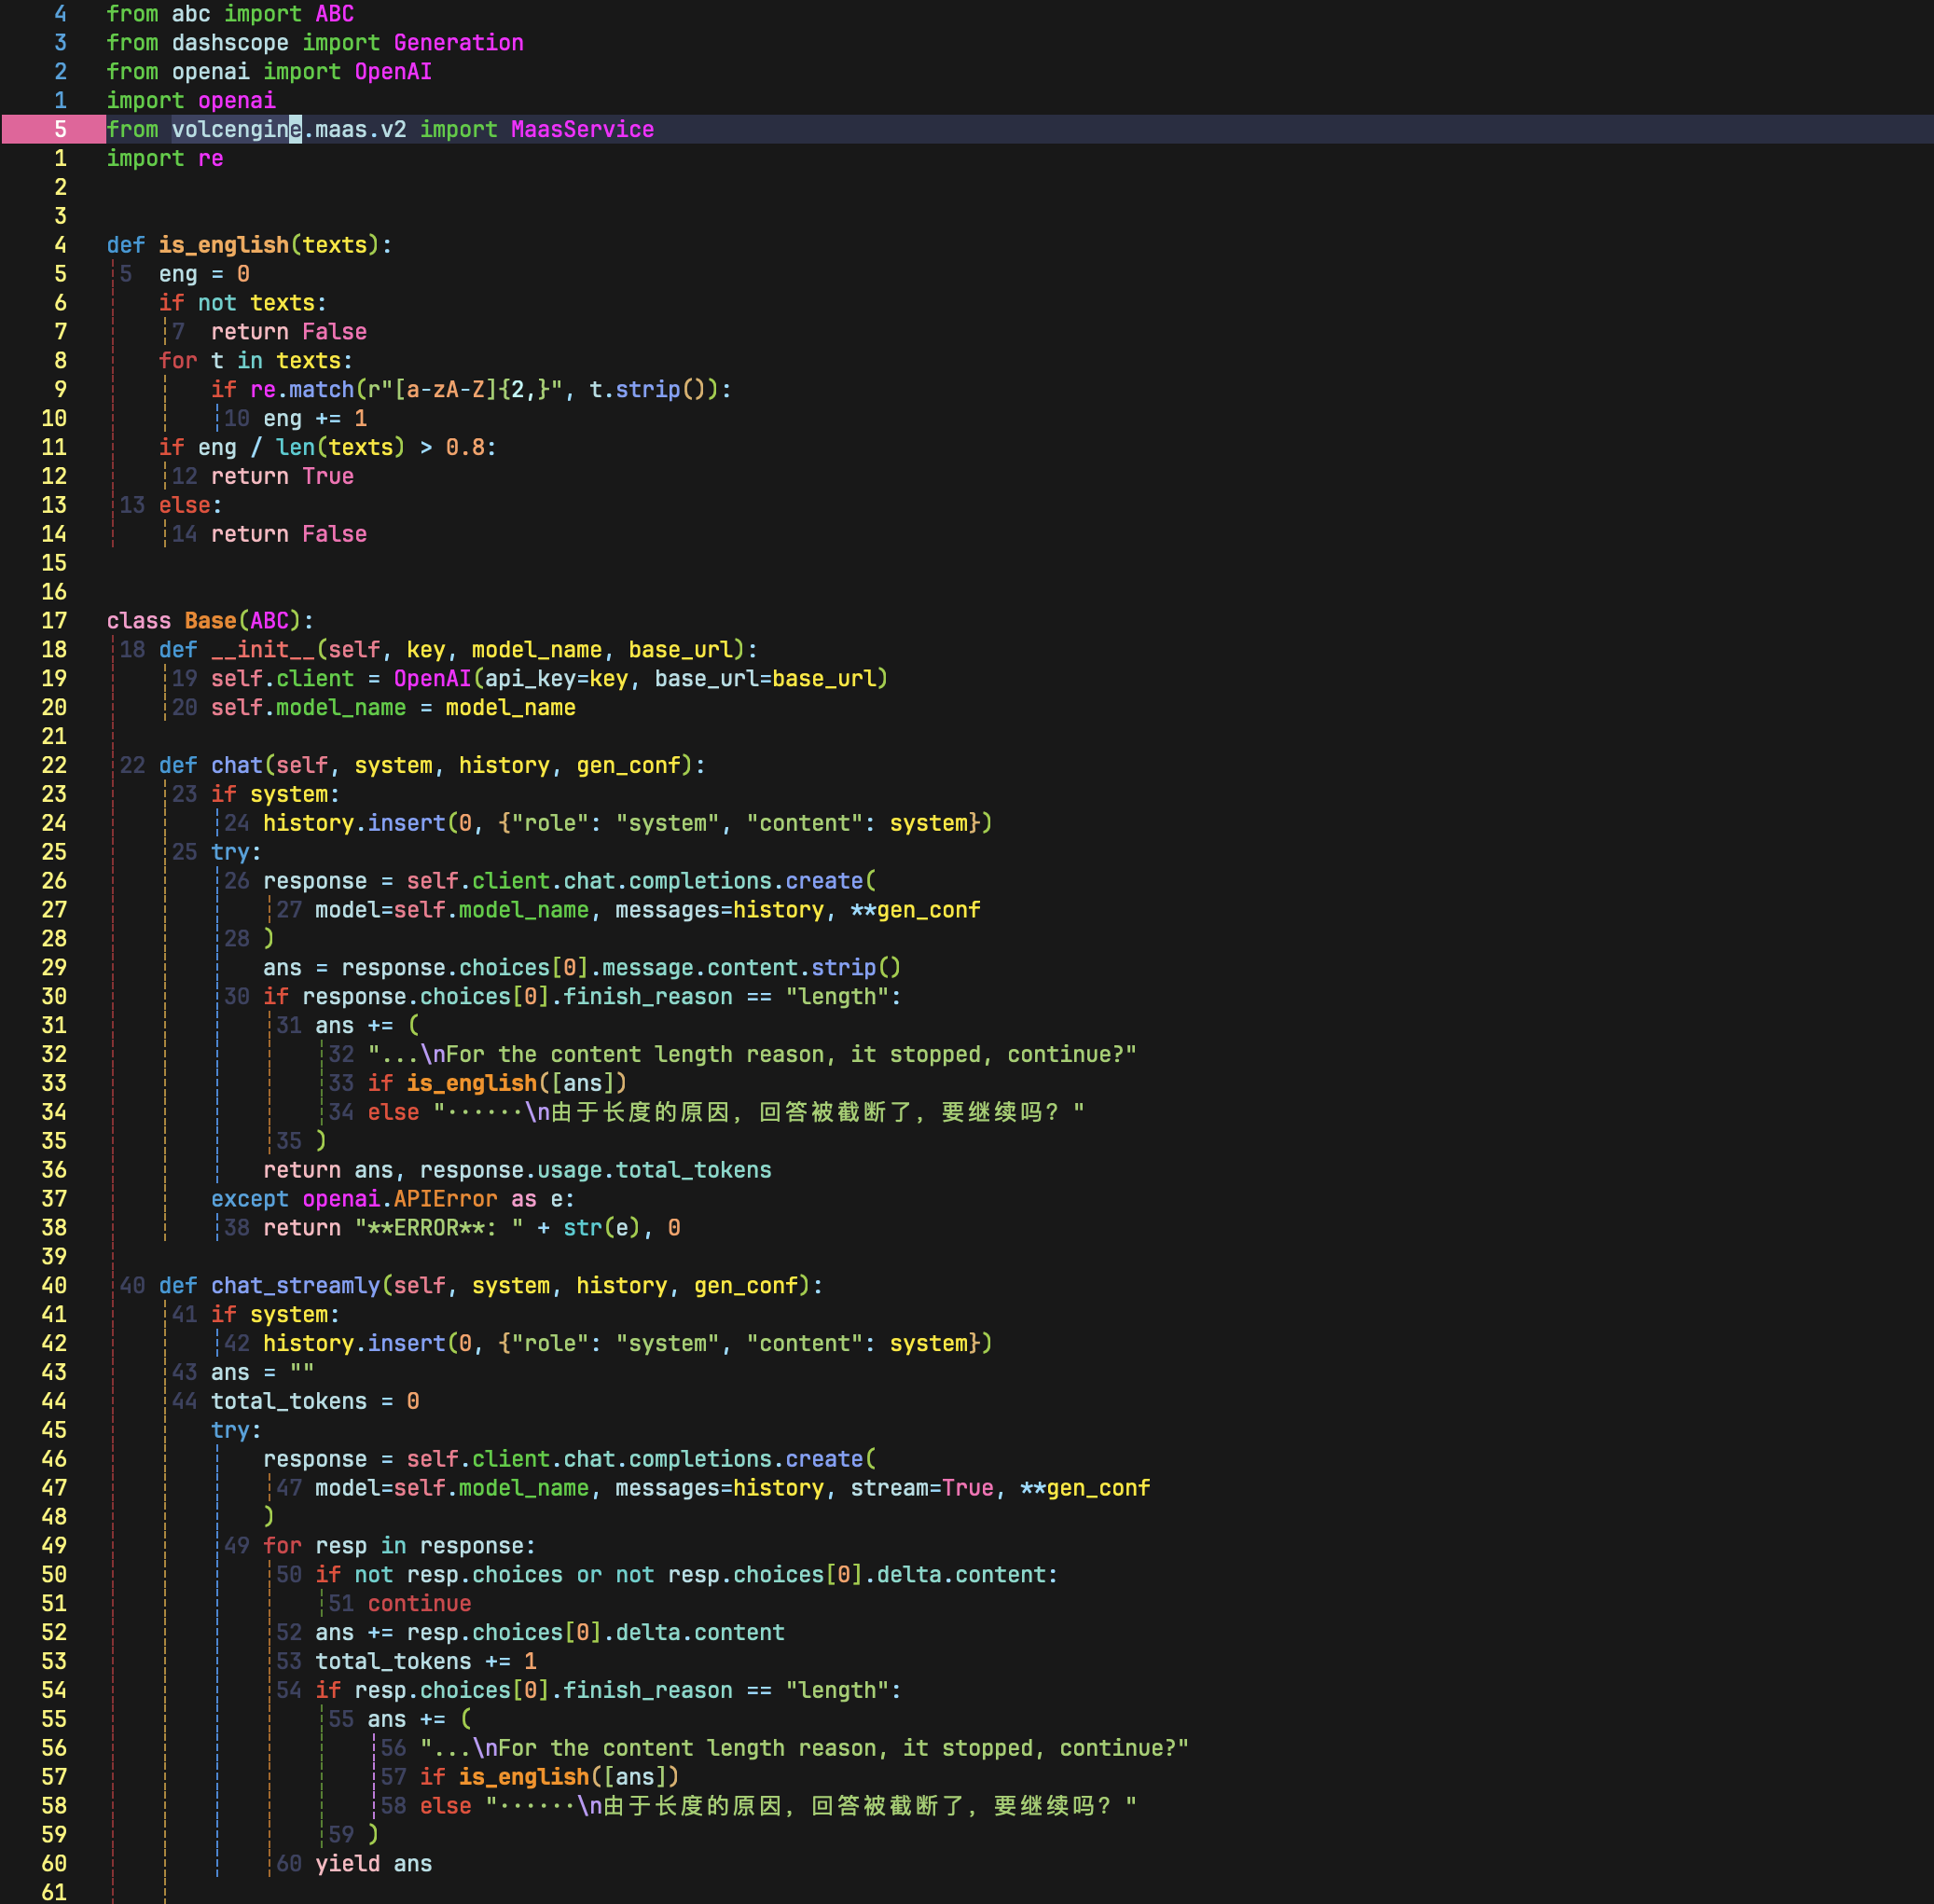 4 from abc import ABC
3 from dashscope import Generation
2 from openai import OpenAI
1 import openai
5 from volcengine.maas.v2 import MaasService
1 import re
2
3
4 def is_english(texts):
5 5 eng = 0
6 if not texts:
7 7 return False
8 for t in texts:
9 if re.match(r"[a-zA-Z]{2,}", t.strip()):
10 10 eng += 1
11 if eng / len(texts) > 0.8:
12 12 return True
13 13 else:
14 14 return False
15
16
17 class Base(ABC):
18 18 def __init__(self, key, model_name, base_url):
19 19 self.client = OpenAI(api_key=key, base_url=base_url)
20 20 self.model_name = model_name
21
22 22 def chat(self, system, history, gen_conf):
23 23 if system:
24 24 history.insert(0, {"role": "system", "content": system})
25 25 try:
26 26 response = self.client.chat.completions.create(
27 27 model=self.model_name, messages=history, **gen_conf
28 28 )
29 ans = response.choices[0].message.content.strip()
30 30 if response.choices[0].finish_reason == "length":
31 31 ans += (
32 32 "...\nFor the content length reason, it stopped, continue?"
33 33 if is_english([ans])
34 34 else "······\n由于长度的原因，回答被截断了，要继续吗？"
35 35 )
36 return ans, response.usage.total_tokens
37 except openai.APIError as e:
38 38 return "**ERROR**: " + str(e), 0
39
40 40 def chat_streamly(self, system, history, gen_conf):
41 41 if system:
42 42 history.insert(0, {"role": "system", "content": system})
43 43 ans = ""
44 44 total_tokens = 0
45 try:
46 response = self.client.chat.completions.create(
47 47 model=self.model_name, messages=history, stream=True, **gen_conf
48 )
49 49 for resp in response:
50 50 if not resp.choices or not resp.choices[0].delta.content:
51 51 continue
52 52 ans += resp.choices[0].delta.content
53 53 total_tokens += 1
54 54 if resp.choices[0].finish_reason == "length":
55 55 ans += (
56 56 "...\nFor the content length reason, it stopped, continue?"
57 57 if is_english([ans])
58 58 else "······\n由于长度的原因，回答被截断了，要继续吗？"
59 59 )
60 60 yield ans
61